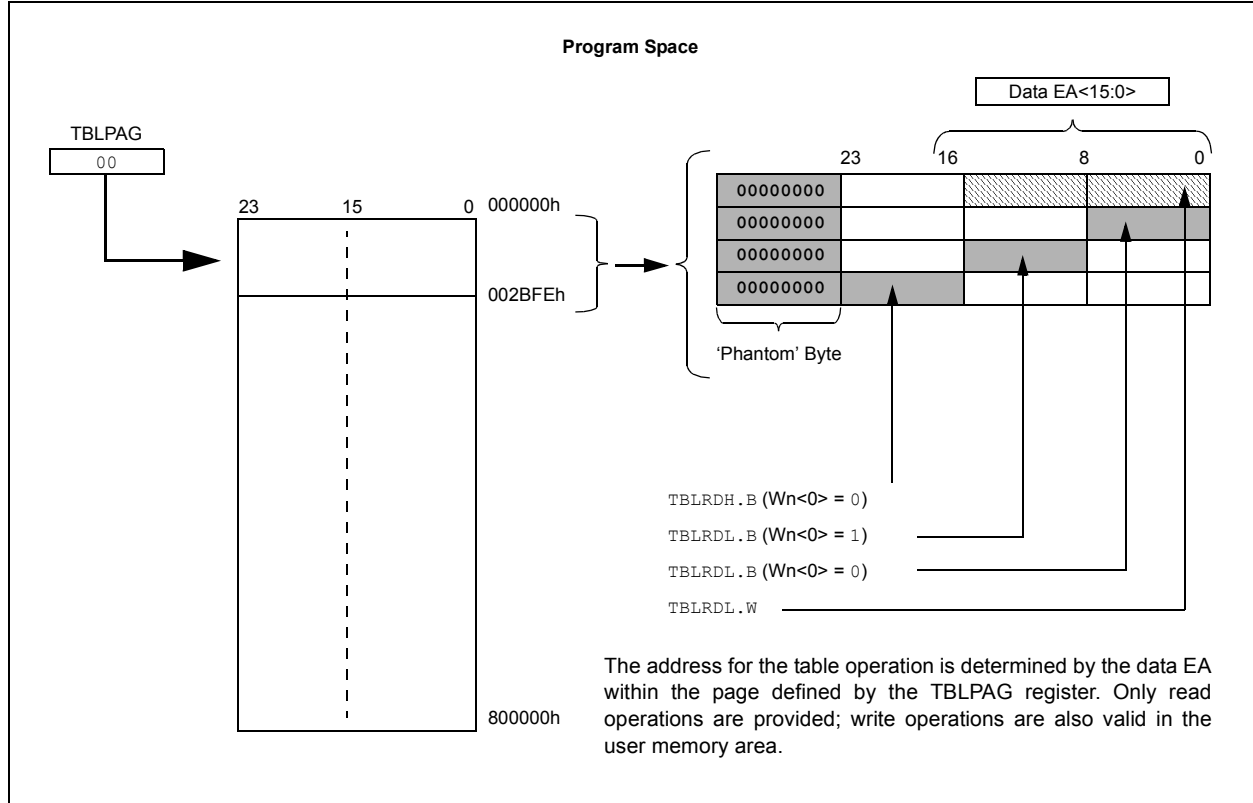 Program Space
Data EA<15:0>
TBLPAG
00
23 16 8 0
00000000
00000000
00000000
00000000
23 15 0
000000h
002BFEh
'Phantom' Byte
TBLRDH.B (Wn<0> = 0)
TBLRDL.B (Wn<0> = 1)
TBLRDL.B (Wn<0> = 0)
TBLRDL.W
The address for the table operation is determined by the data EA
within the page defined by the TBLPAG register. Only read
operations are provided; write operations are also valid in the
user memory area.
800000h